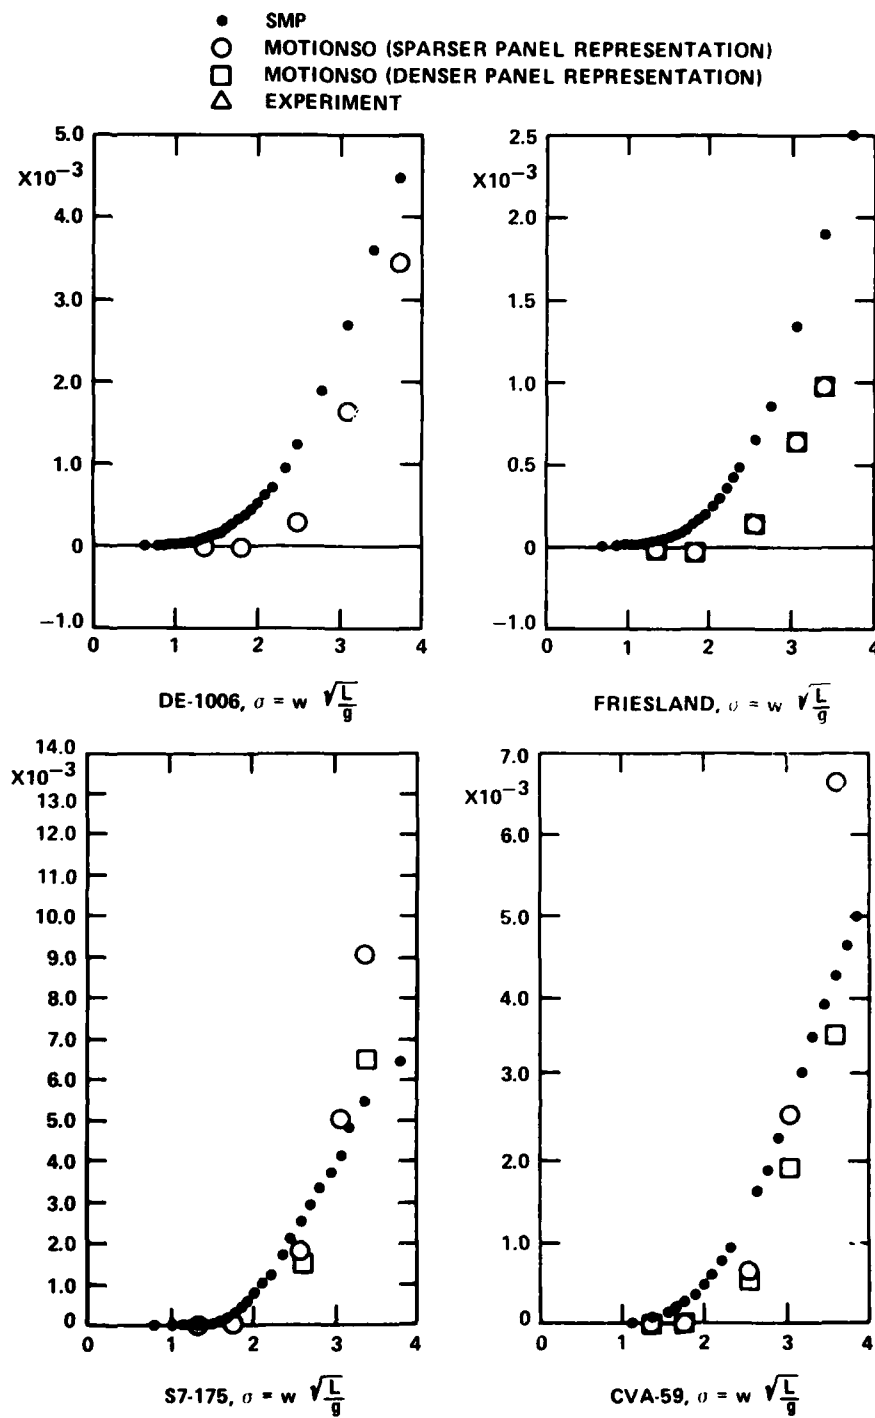 SMP
MOTIONSO (SPARSER PANEL REPRESENTATION)
MOTIONSO (DENSER PANEL REPRESENTATION)
EXPERIMENT
5.0
X10⁻³
4.0
3.0
2.0
1.0
0
−1.0
0 1 2 3 4
DE-1006, σ = w √L/g
2.5
X10⁻³
2.0
1.5
1.0
0.5
0
−1.0
0 1 2 3 4
FRIESLAND, σ = w √L/g
14.0
X10⁻³
13.0
12.0
11.0
10.0
9.0
8.0
7.0
6.0
5.0
4.0
3.0
2.0
1.0
0
0 1 2 3 4
S7-175, σ = w √L/g
7.0
X10⁻³
6.0
5.0
4.0
3.0
2.0
1.0
0
0 1 2 3 4
CVA-59, σ = w √L/g